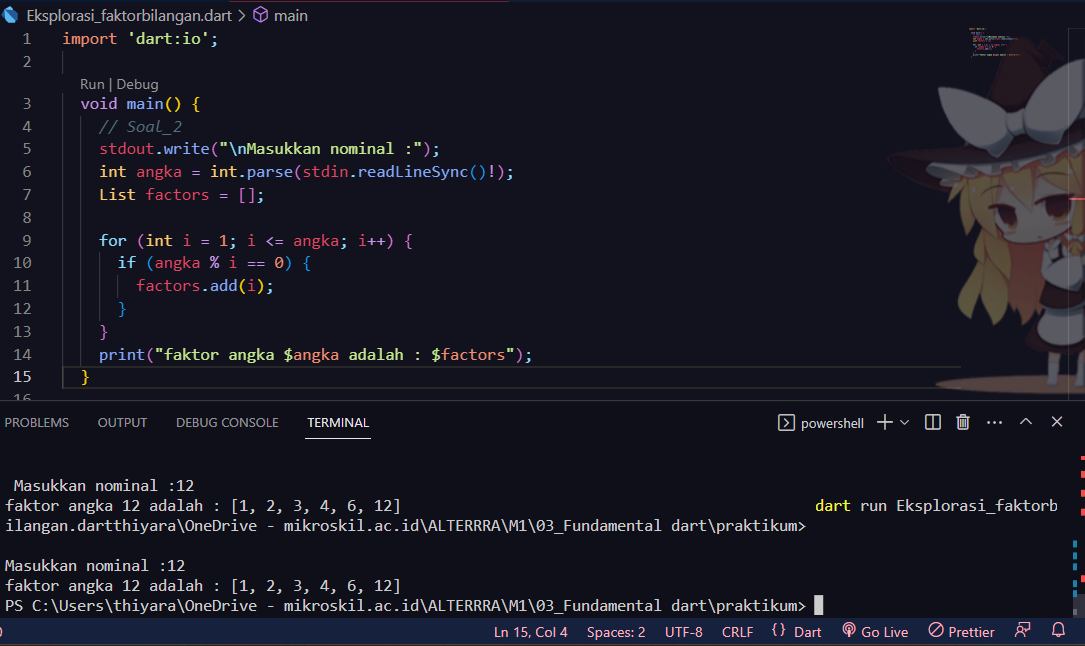 Eksplorasi_faktorbilangan.dart > main
1 import 'dart:io';
2
Run | Debug
3 void main() {
4 // Soal_2
5 stdout.write("\nMasukkan nominal :");
6 int angka = int.parse(stdin.readLineSync()!);
7 List factors = [];
8
9 for (int i = 1; i <= angka; i++) {
10 if (angka % i == 0) {
11 factors.add(i);
12 }
13 }
14 print("faktor angka $angka adalah : $factors");
15 }
16
PROBLEMS OUTPUT DEBUG CONSOLE TERMINAL powershell
Masukkan nominal :12
faktor angka 12 adalah : [1, 2, 3, 4, 6, 12] dart run Eksplorasi_faktorb
ilangan.dartthiyara\OneDrive - mikroskil.ac.id\ALTERRRA\M1\03_Fundamental dart\praktikum>
Masukkan nominal :12
faktor angka 12 adalah : [1, 2, 3, 4, 6, 12]
PS C:\Users\thiyara\OneDrive - mikroskil.ac.id\ALTERRRA\M1\03_Fundamental dart\praktikum>
Ln 15, Col 4 Spaces: 2 UTF-8 CRLF {} Dart Go Live Prettier